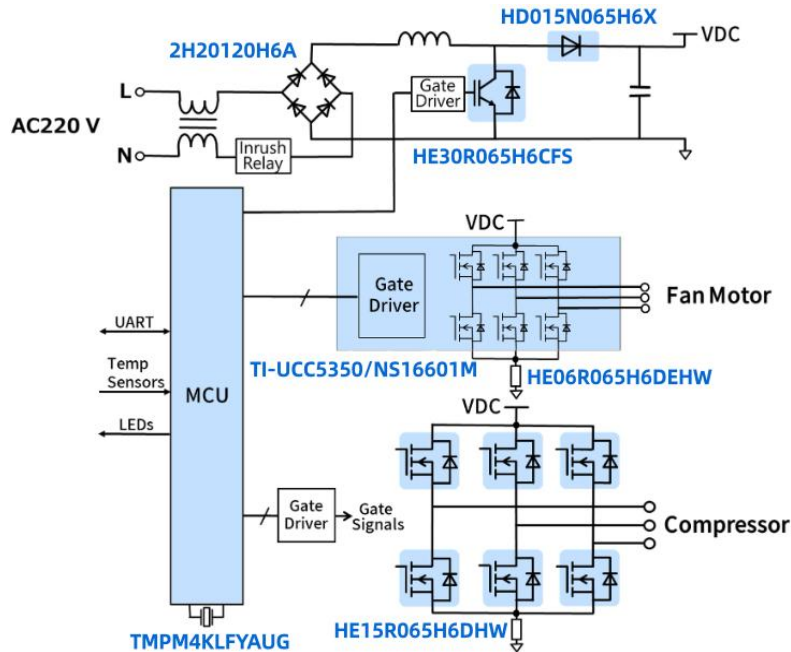 HD015N065H6X
VDC
2H20120H6A
L
Gate
Driver
AC220 V
N
Inrush
Relay
HE30R065H6CFS
VDC
Gate
Driver
Fan Motor
UART
TI-UCC5350/NS16601M
HE06R065H6DEHW
Temp
Sensors
MCU
VDC
LEDs
Gate
Driver
Gate
Signals
Compressor
HE15R065H6DHW
TMPM4KLFYAUG